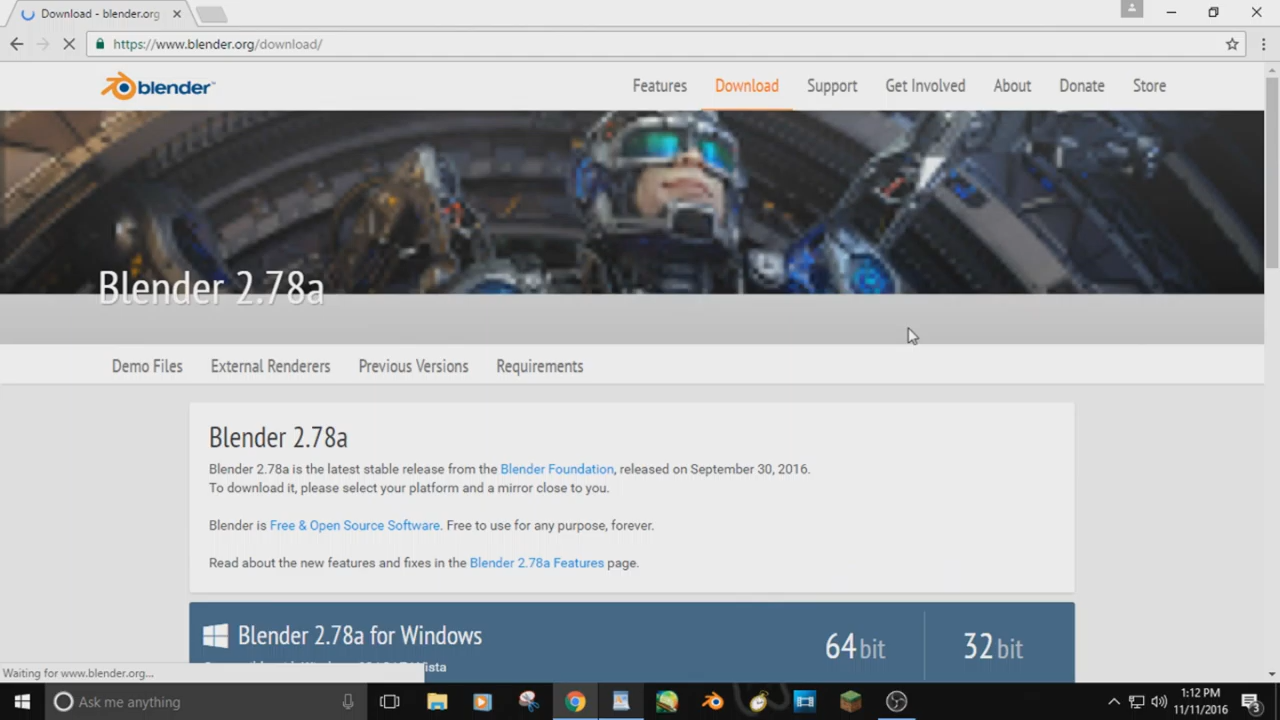 Download - blender.org
https://www.blender.org/download/
blender™
Features Download Support Get Involved About Donate Store
Blender 2.78a
Demo Files External Renderers Previous Versions Requirements
Blender 2.78a
Blender 2.78a is the latest stable release from the Blender Foundation, released on September 30, 2016.
To download it, please select your platform and a mirror close to you.
Blender is Free & Open Source Software. Free to use for any purpose, forever.
Read about the new features and fixes in the Blender 2.78a Features page.
Blender 2.78a for Windows 64 bit 32 bit
Waiting for www.blender.org...
Ask me anything
1:12 PM
11/11/2016
3